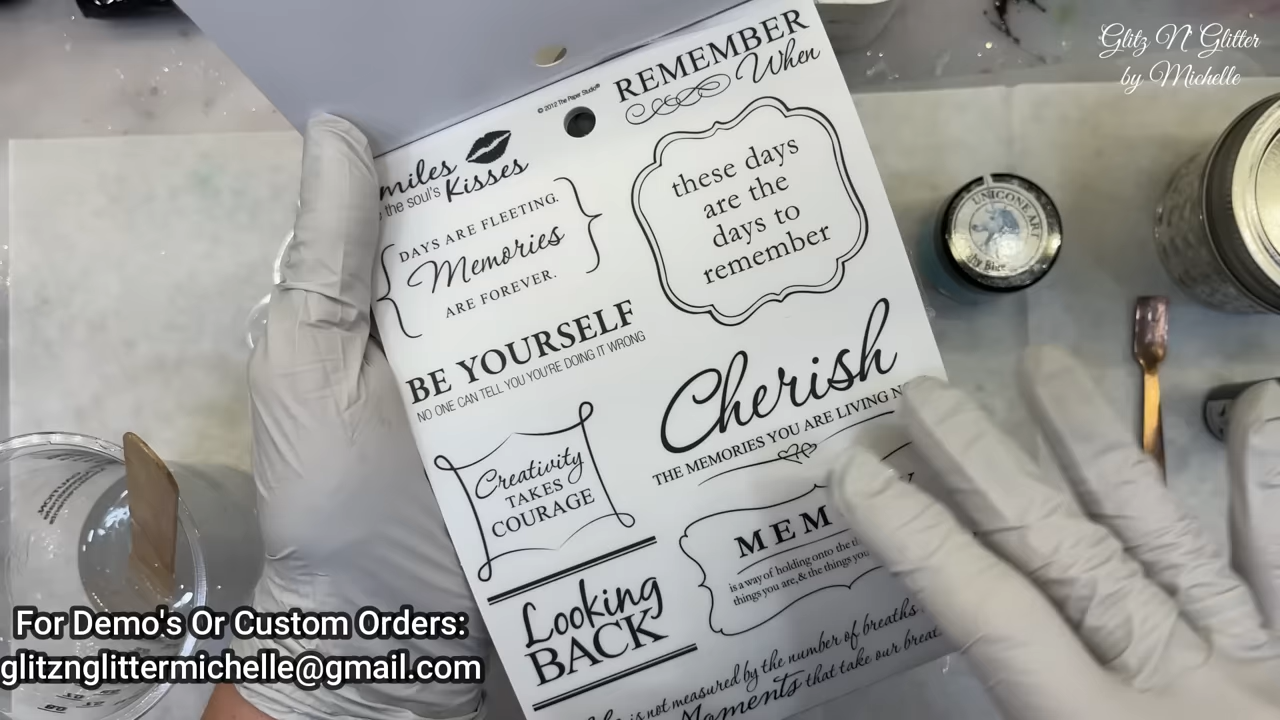 Glitz N Glitter
by Michelle
REMEMBER
When
© 2012 The Paper Studio®
miles
the soul's Kisses
DAYS ARE FLEETING.
Memories
ARE FOREVER.
these days
are the
days to
remember
BE YOURSELF
NO ONE CAN TELL YOU YOU'RE DOING IT WRONG
Cherish
THE MEMORIES YOU ARE LIVING
Creativity
TAKES
COURAGE
MEM
is a way of holding onto the
things you are, & the things you
Looking
BACK
is not measured by the number of breaths
Moments that take our
UNICONE ART
For Demo's Or Custom Orders:
glitznglittermichelle@gmail.com